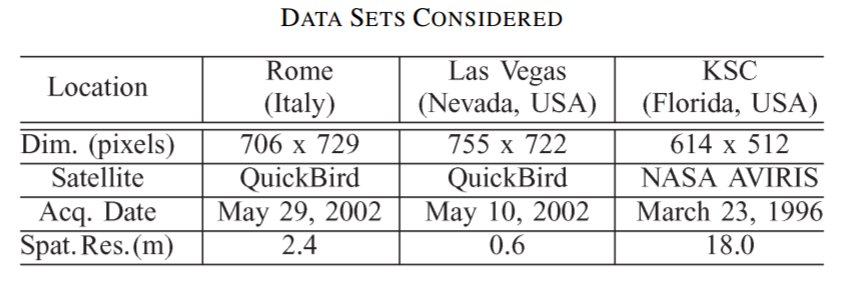 DATA SETS CONSIDERED
Location Rome (Italy) Las Vegas (Nevada, USA) KSC (Florida, USA)
Dim. (pixels) 706 x 729 755 x 722 614 x 512
Satellite QuickBird QuickBird NASA AVIRIS
Acq. Date May 29, 2002 May 10, 2002 March 23, 1996
Spat. Res. (m) 2.4 0.6 18.0